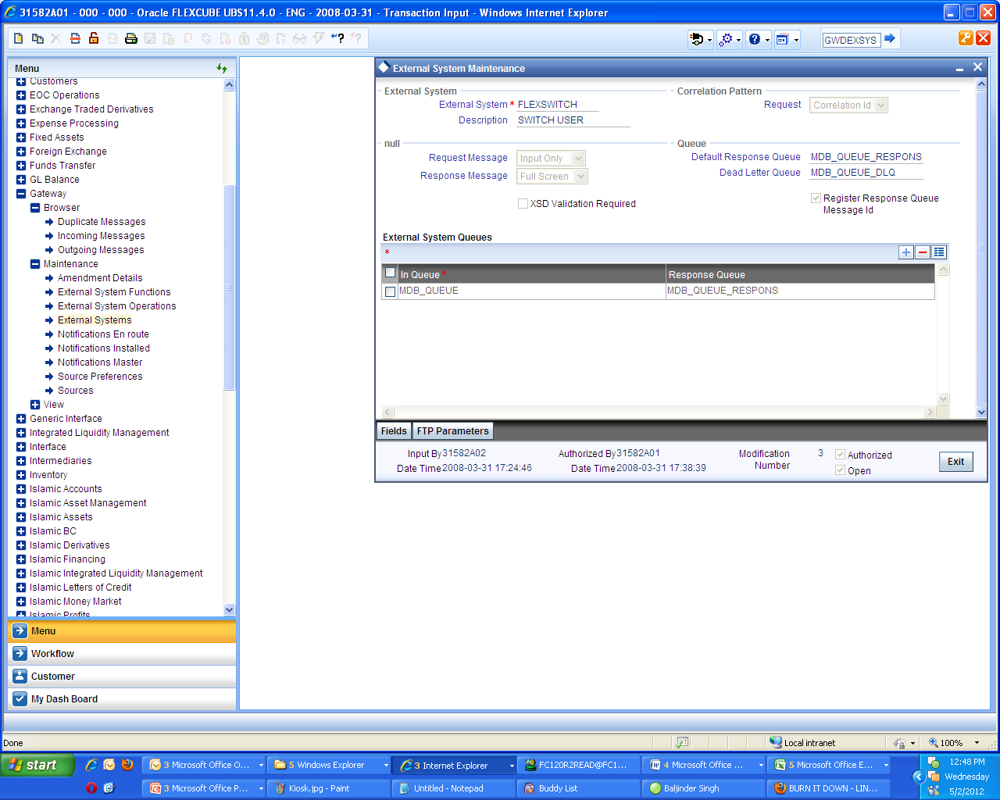 31582A01 - 000 - 000 - Oracle FLEXCUBE UBS11.4.0 - ENG - 2008-03-31 - Transaction Input - Windows Internet Explorer
GWDEXSYS
Menu
Customers
EOC Operations
Exchange Traded Derivatives
Expense Processing
Fixed Assets
Foreign Exchange
Funds Transfer
GL Balance
Gateway
Browser
Duplicate Messages
Incoming Messages
Outgoing Messages
Maintenance
Amendment Details
External System Functions
External System Operations
External Systems
Notifications En route
Notifications Installed
Notifications Master
Source Preferences
Sources
View
Generic Interface
Integrated Liquidity Management
Interface
Intermediaries
Inventory
Islamic Accounts
Islamic Asset Management
Islamic Assets
Islamic BC
Islamic Derivatives
Islamic Financing
Islamic Integrated Liquidity Management
Islamic Letters of Credit
Islamic Money Market
Islamic Profits
Menu
Workflow
Customer
My Dash Board
External System Maintenance
External System
External System * FLEXSWITCH
Description SWITCH USER
Correlation Pattern
Request Correlation Id
null
Request Message Input Only
Response Message Full Screen
XSD Validation Required
Queue
Default Response Queue MDB_QUEUE_RESPONS
Dead Letter Queue MDB_QUEUE_DLQ
Register Response Queue
Message Id
External System Queues
*
In Queue * Response Queue
MDB_QUEUE MDB_QUEUE_RESPONS
Fields FTP Parameters
Input By 31582A02 Authorized By 31582A01 Modification Number 3 Authorized
Date Time 2008-03-31 17:24:46 Date Time 2008-03-31 17:38:39 Open
Exit
Done Local intranet 100%
start 3 Microsoft Office O... 5 Windows Explorer 3 Internet Explorer FC120R2READ@FC1... 4 Microsoft Office ... 5 Microsoft Office E... 12:48 PM
Wednesday
3 Microsoft Office P... Kiosk.jpg - Paint Untitled - Notepad Buddy List Baljinder Singh BURN IT DOWN - LIN... 5/2/2012